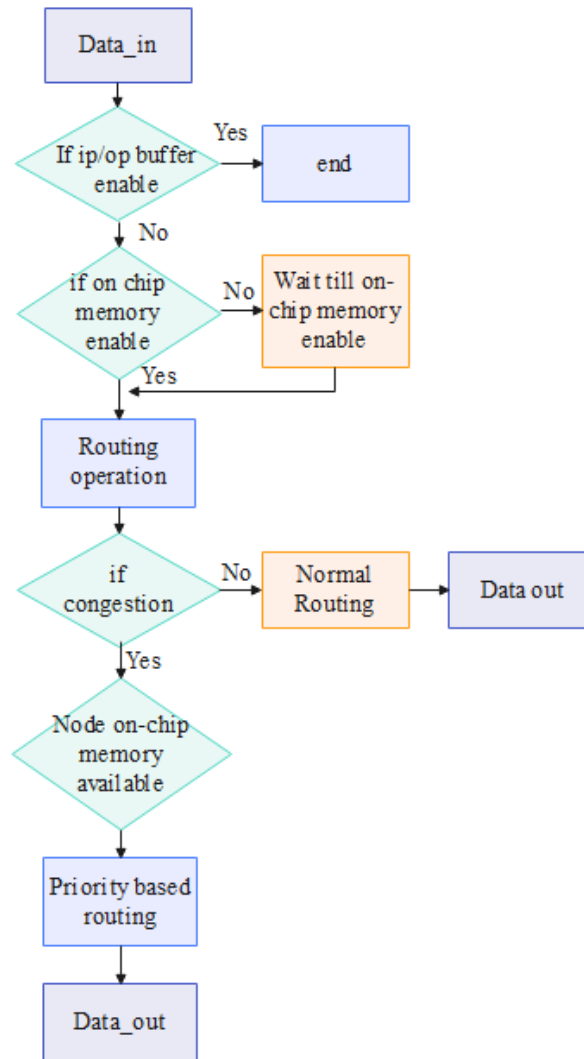 Data_in
If ip/op buffer
enable
Yes
end
No
if on chip
memory
enable
No
Wait till on-
chip memory
enable
Yes
Routing
operation
if
congestion
No
Normal
Routing
Data out
Yes
Node on-chip
memory
available
Priority based
routing
Data_out